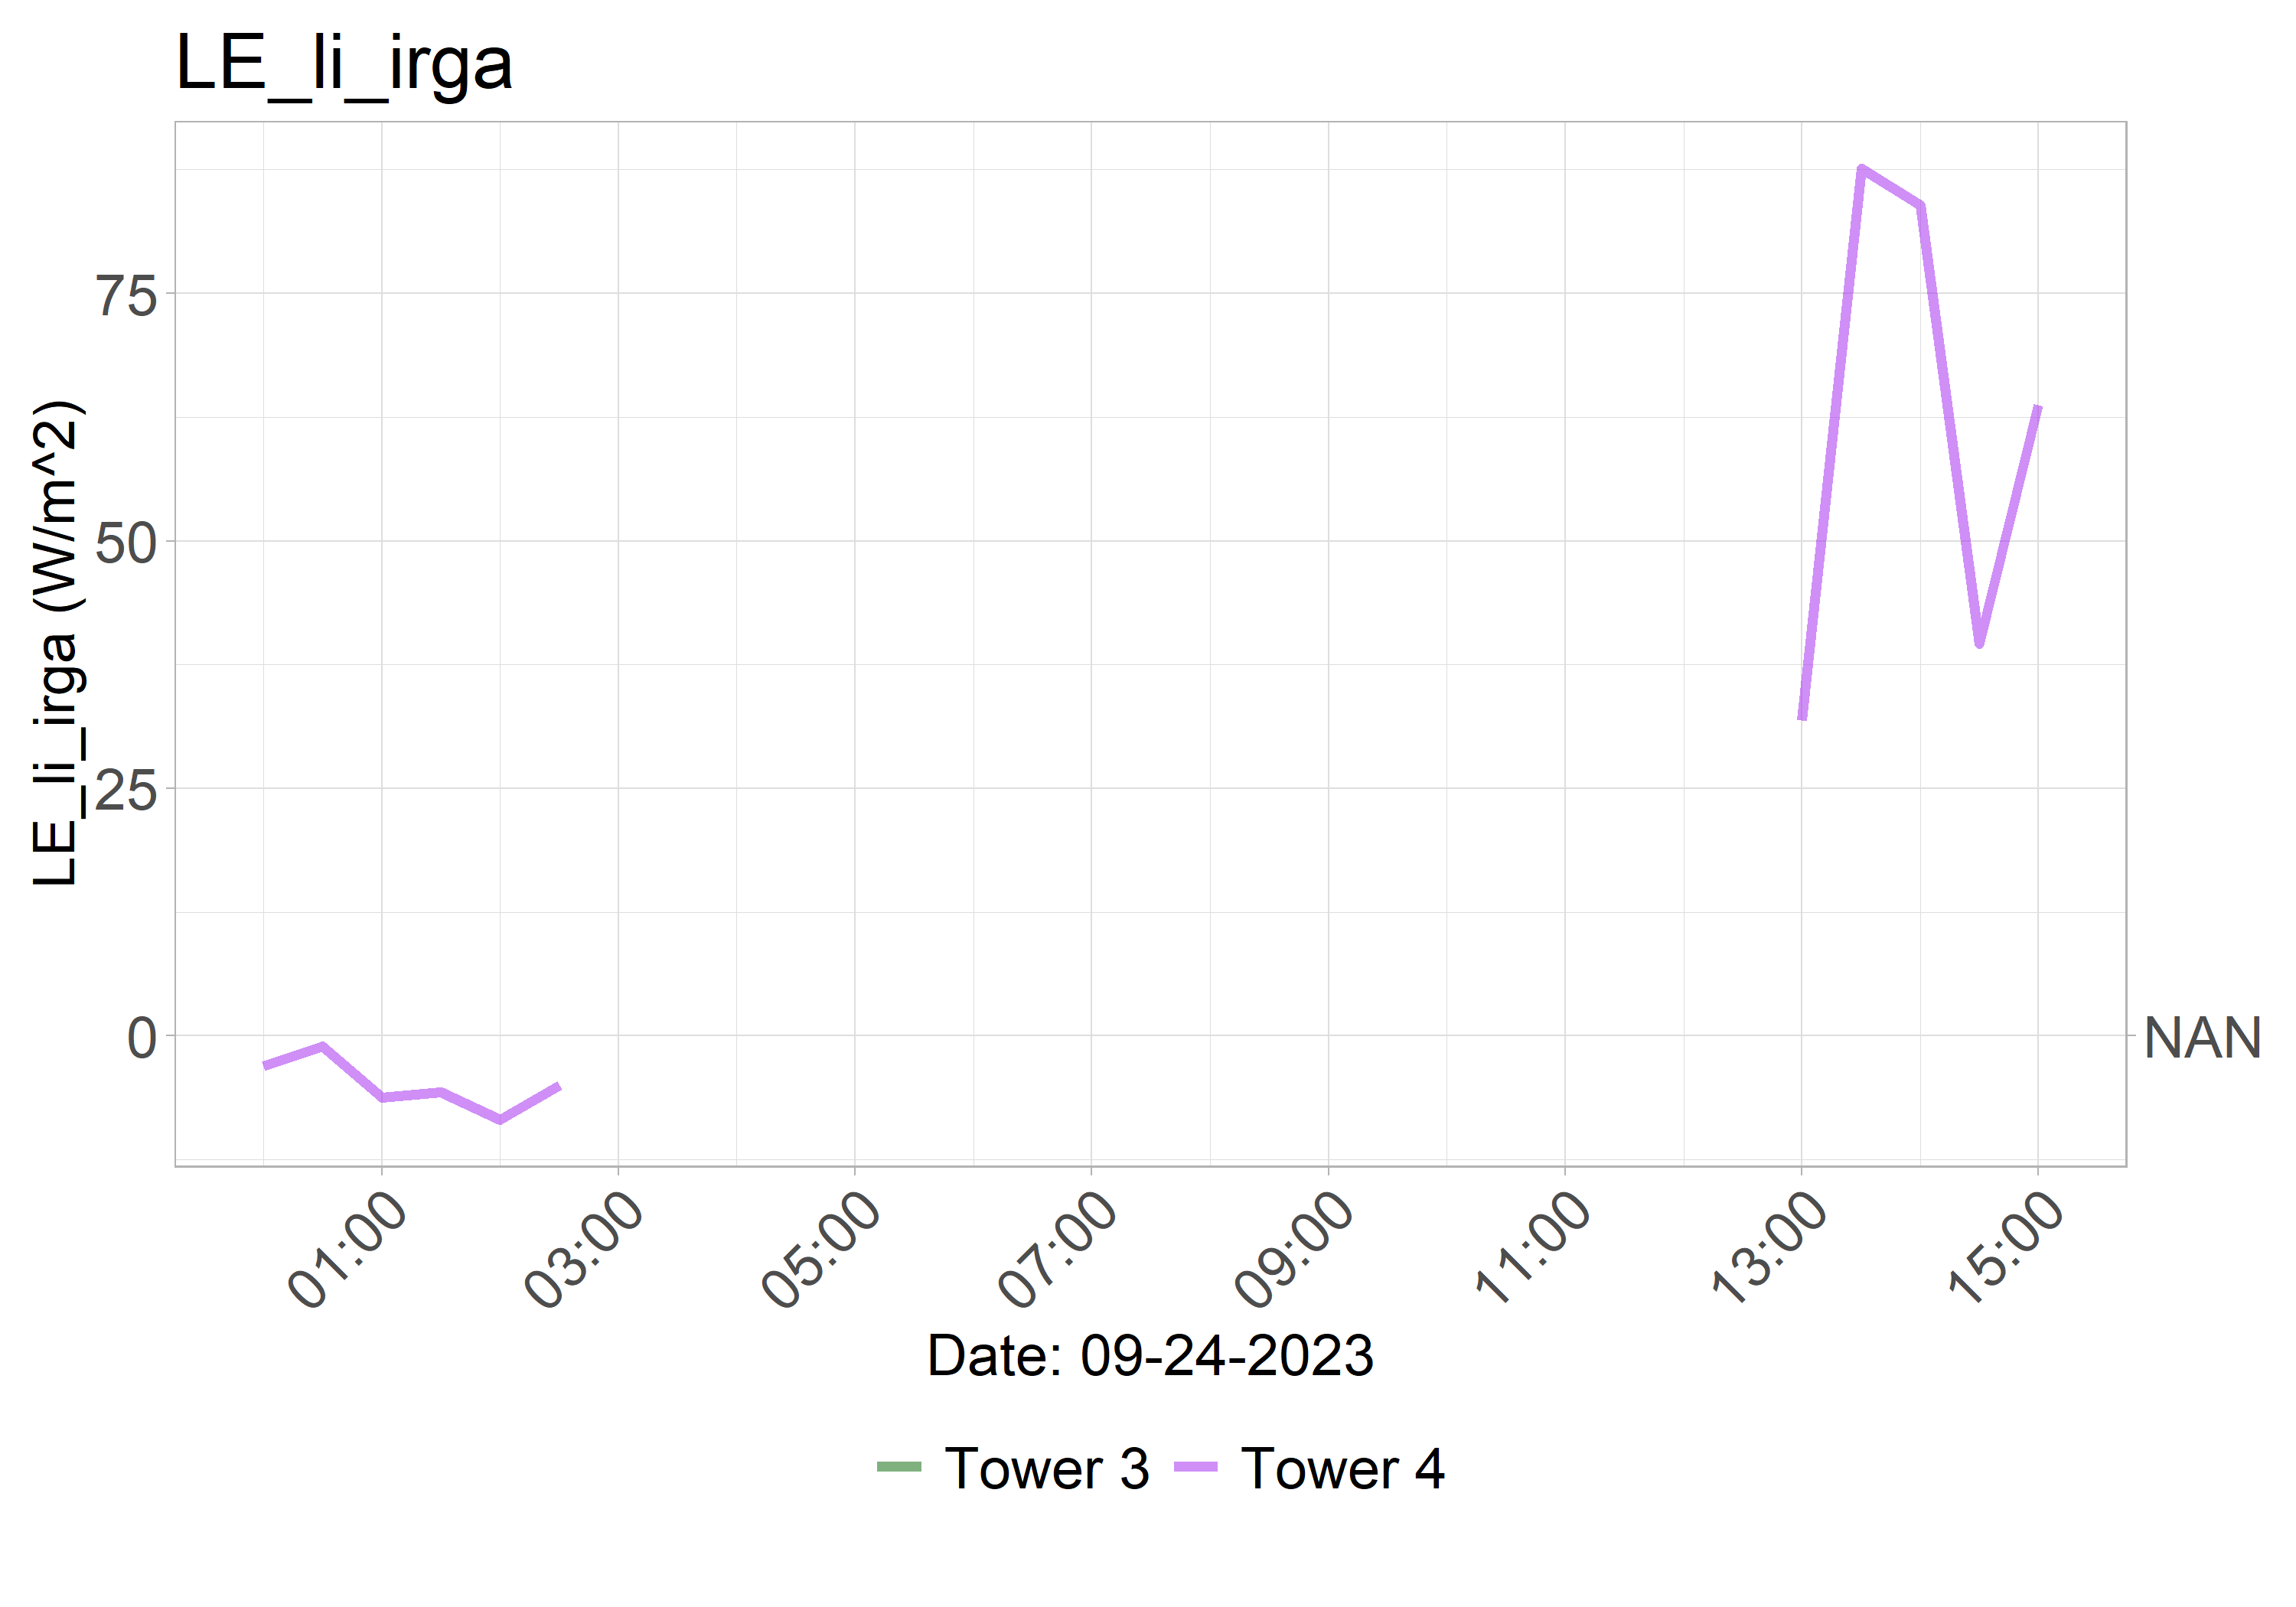 LE_li_irga
LE_li_irga (W/m^2)
75
50
25
0
NAN
01:00 03:00 05:00 07:00 09:00 11:00 13:00 15:00
Date: 09-24-2023
Tower 3 Tower 4